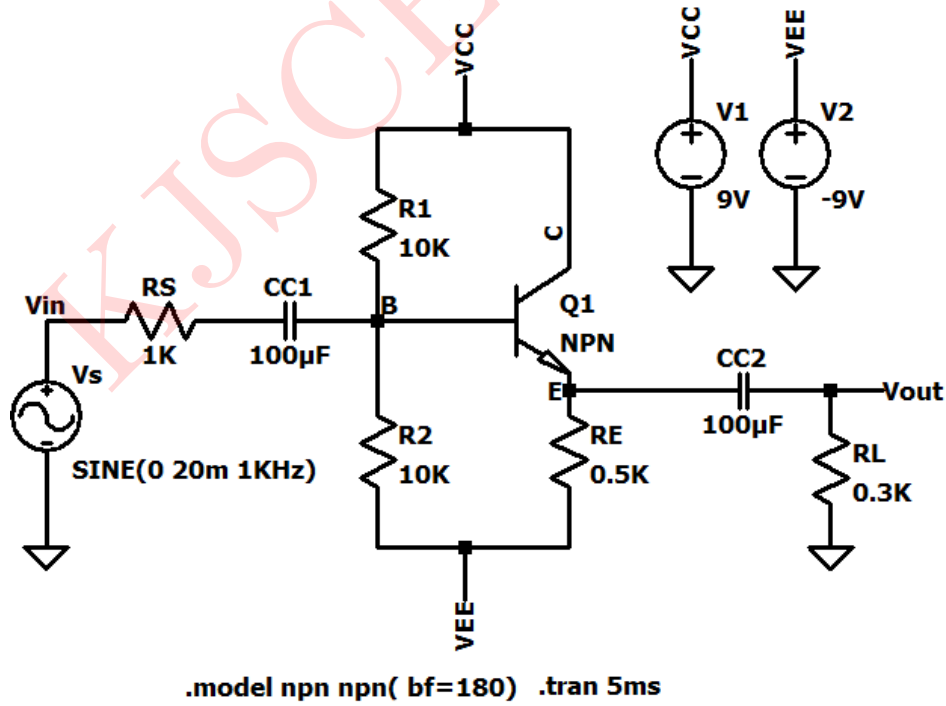 KJSCE
VCC
VCC
VEE
V1
9V
V2
-9V
R1
10K
C
Vin
RS
1K
CC1
100µF
B
Q1
NPN
Vs
SINE(0 20m 1KHz)
R2
10K
E
RE
0.5K
CC2
100µF
Vout
RL
0.3K
VEE
.model npn npn( bf=180) .tran 5ms